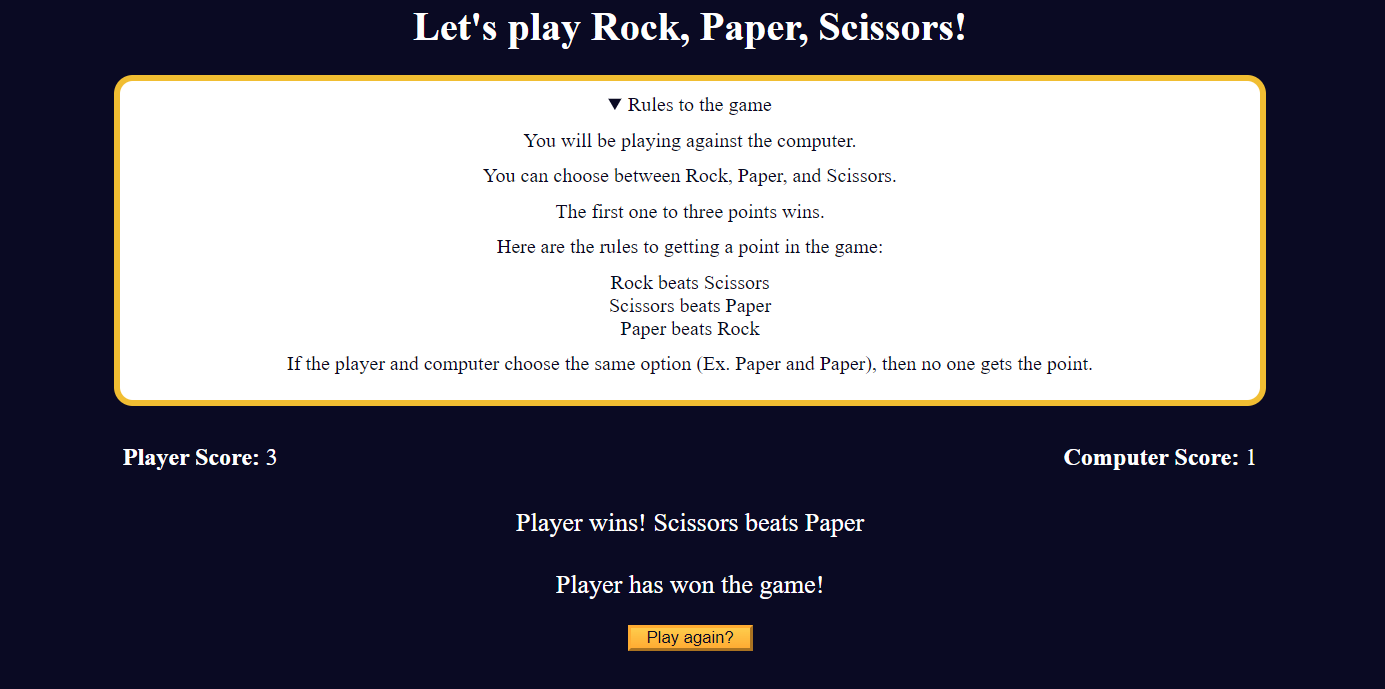 Let's play Rock, Paper, Scissors!
▼ Rules to the game
You will be playing against the computer.
You can choose between Rock, Paper, and Scissors.
The first one to three points wins.
Here are the rules to getting a point in the game:
Rock beats Scissors
Scissors beats Paper
Paper beats Rock
If the player and computer choose the same option (Ex. Paper and Paper), then no one gets the point.
Player Score: 3
Computer Score: 1
Player wins! Scissors beats Paper
Player has won the game!
Play again?